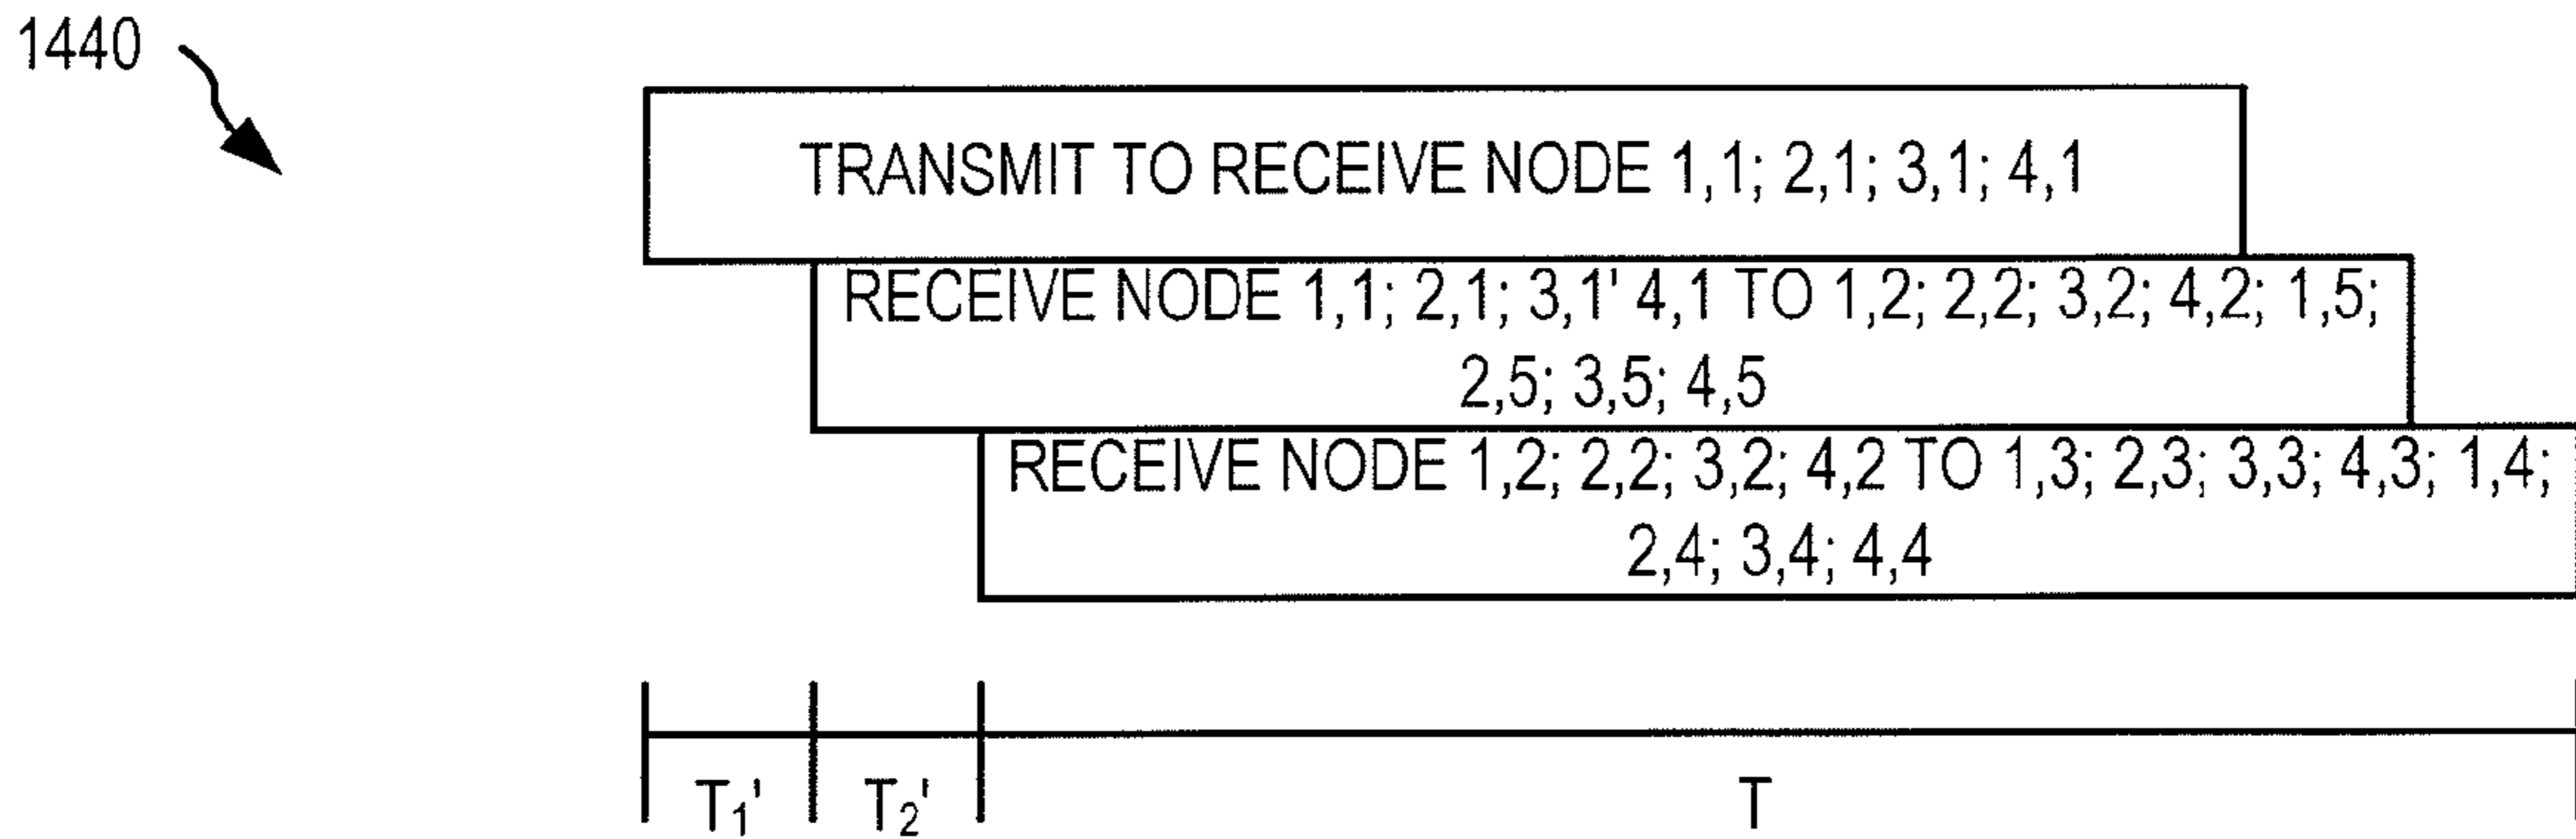 1440
TRANSMIT TO RECEIVE NODE 1,1; 2,1; 3,1; 4,1
RECEIVE NODE 1,1; 2,1; 3,1' 4,1 TO 1,2; 2,2; 3,2; 4,2; 1,5;
2,5; 3,5; 4,5
RECEIVE NODE 1,2; 2,2; 3,2; 4,2 TO 1,3; 2,3; 3,3; 4,3; 1,4;
2,4; 3,4; 4,4
T₁' T₂' T